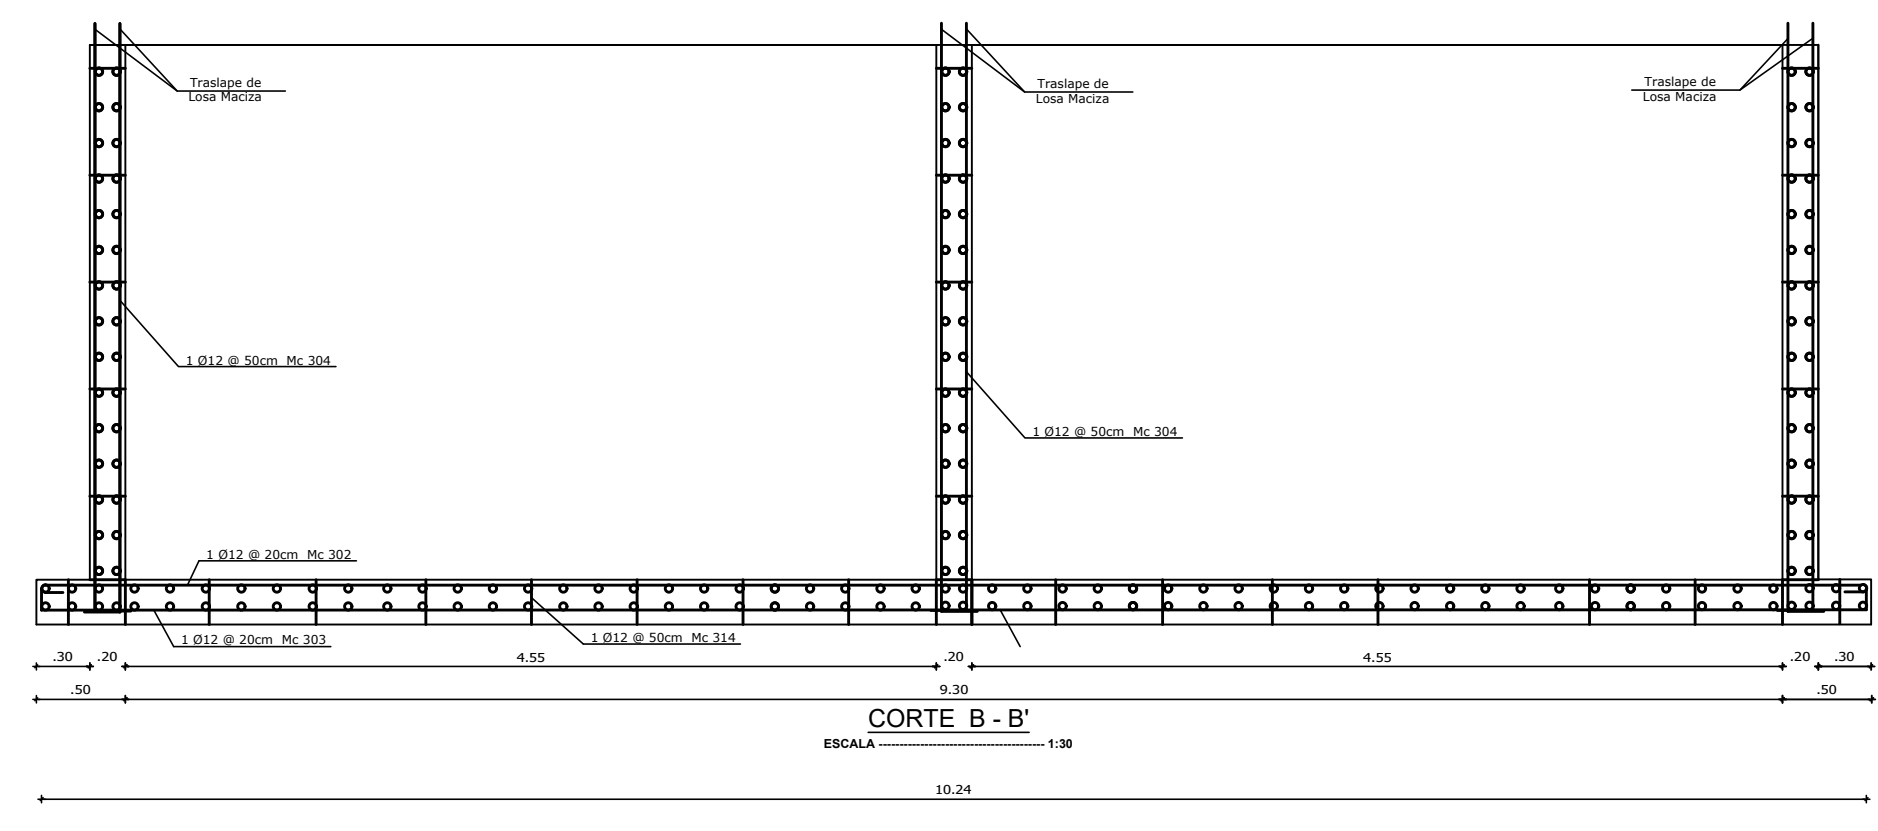 Traslape de
Losa Maciza
Traslape de
Losa Maciza
Traslape de
Losa Maciza
1 Ø12 @ 50cm Mc 304
1 Ø12 @ 50cm Mc 304
1 Ø12 @ 20cm Mc 302
1 Ø12 @ 20cm Mc 303
1 Ø12 @ 50cm Mc 314
.30 .20 4.55 .20 4.55 .20 .30
.50 9.30 .50
CORTE B - B'
ESCALA ---------------------------------------- 1:30
10.24